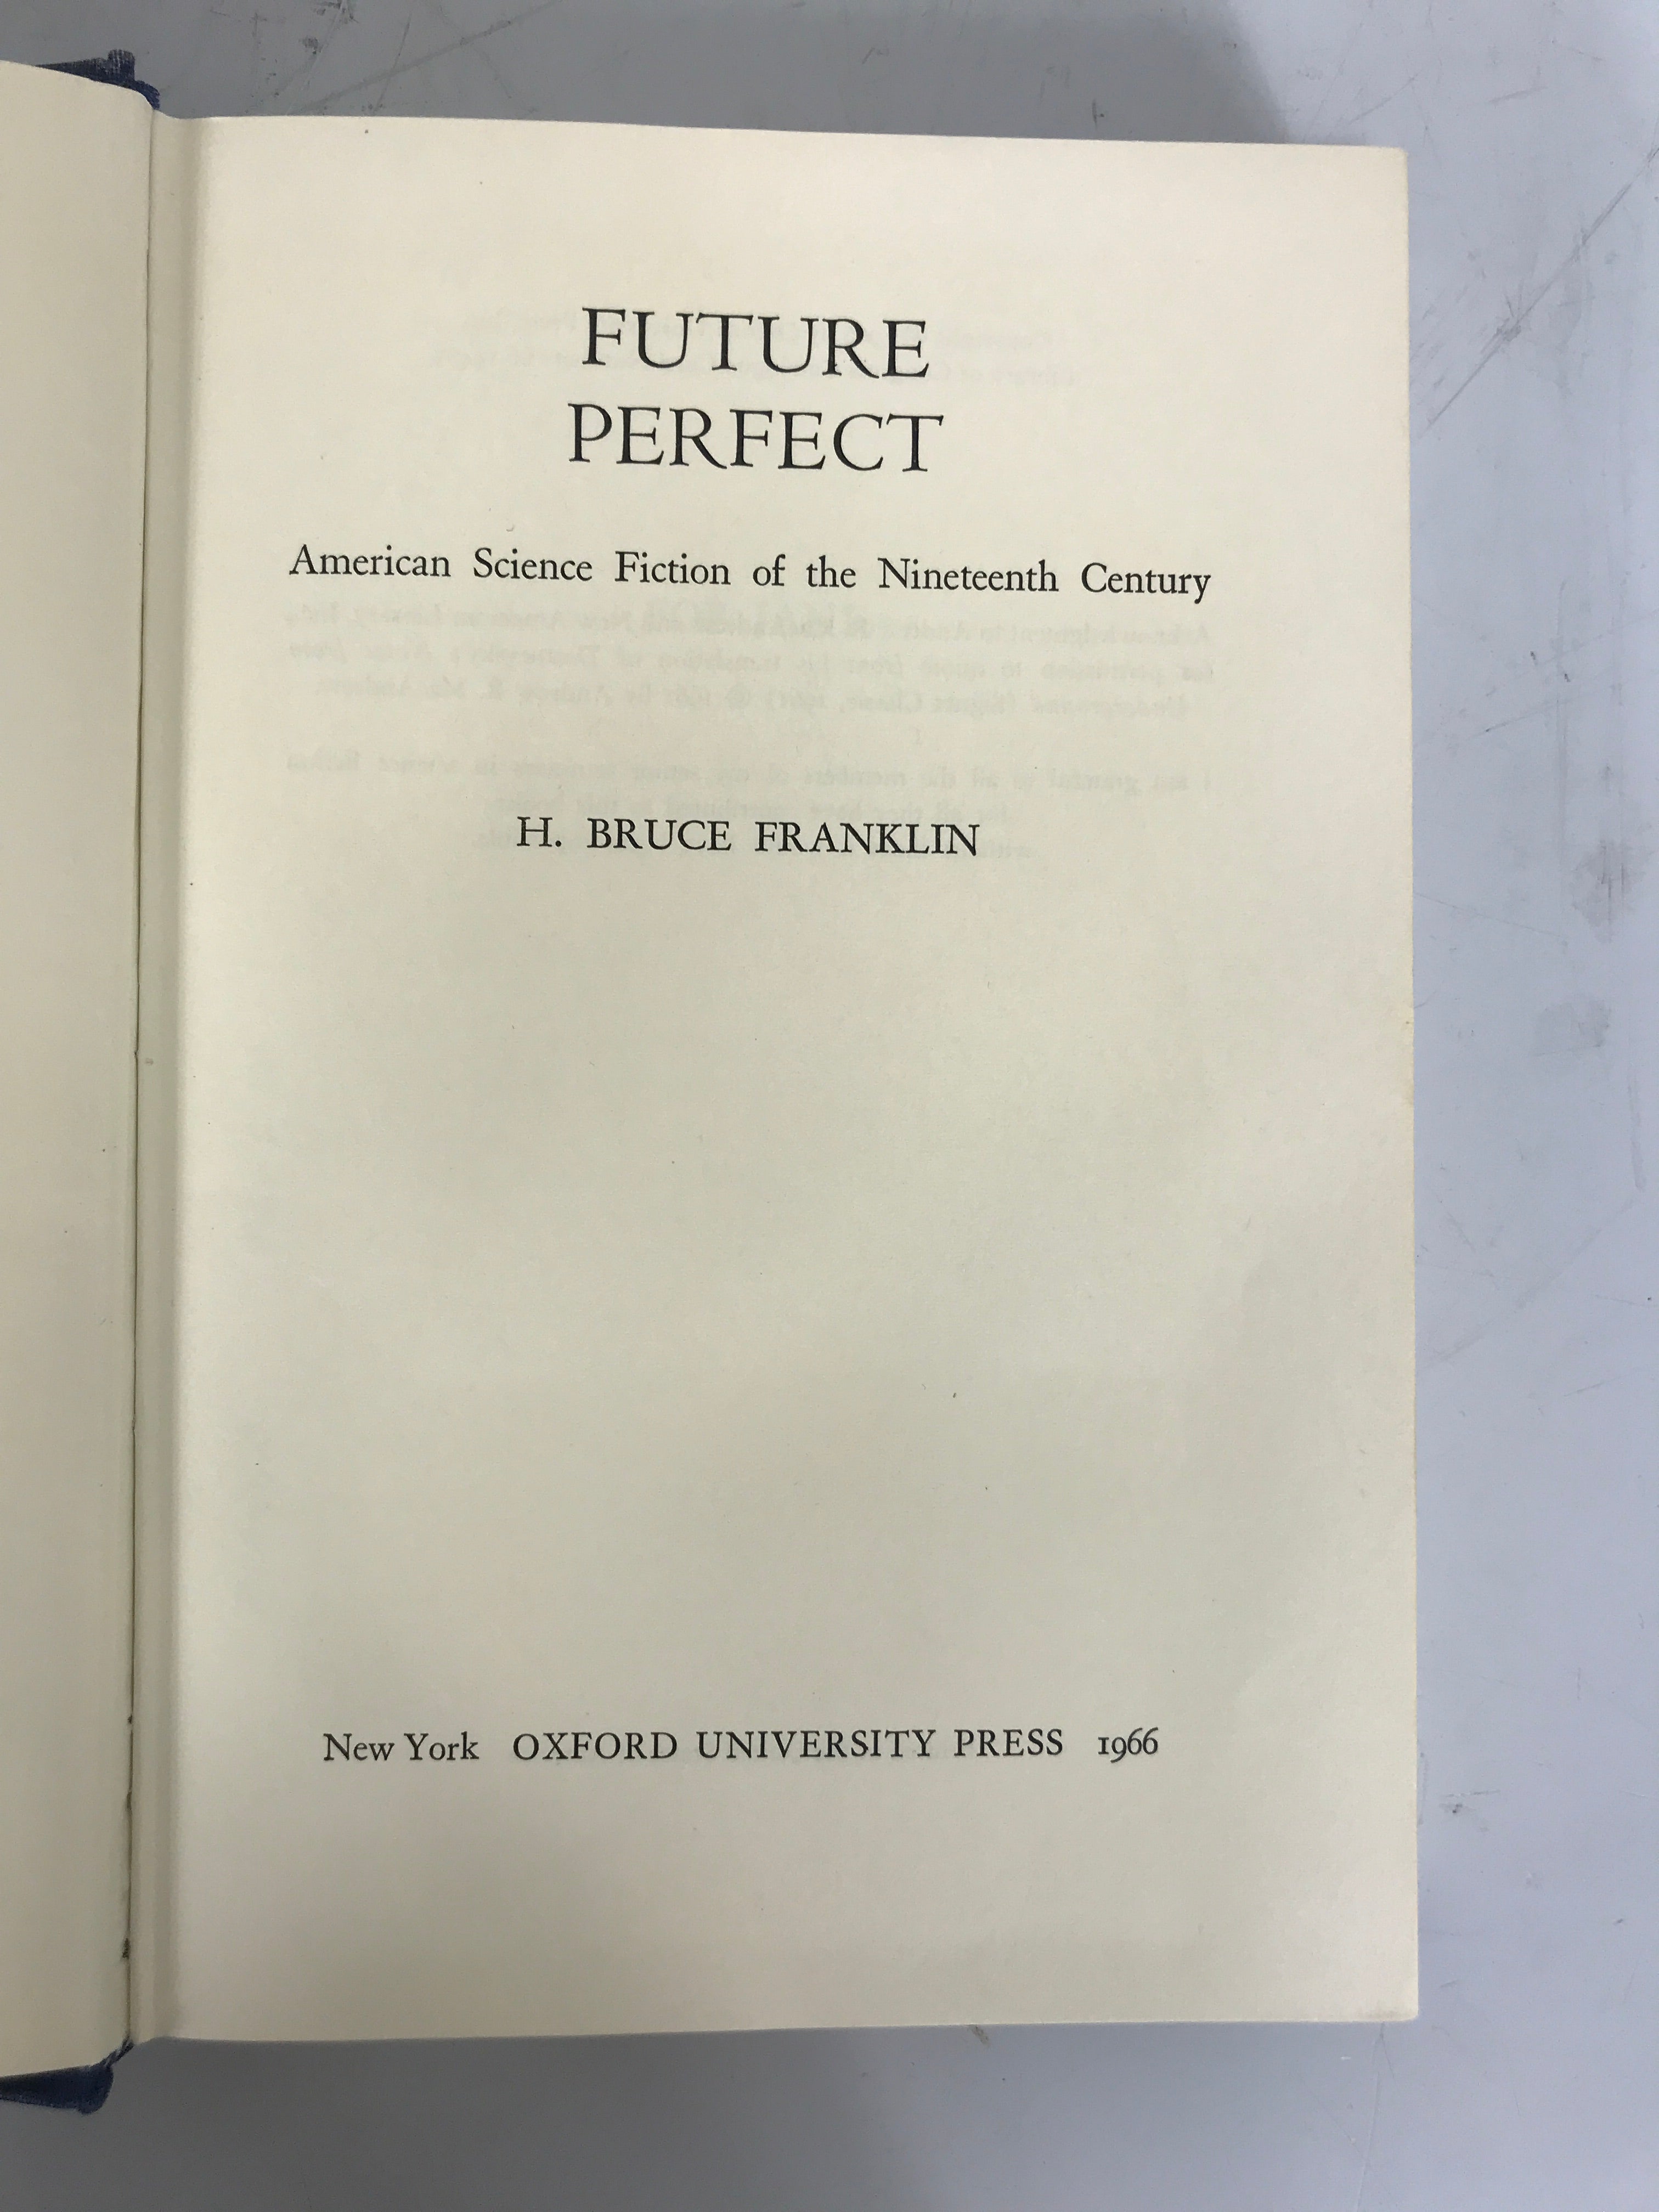 FUTURE
PERFECT
American Science Fiction of the Nineteenth Century
H. BRUCE FRANKLIN
New York OXFORD UNIVERSITY PRESS 1966